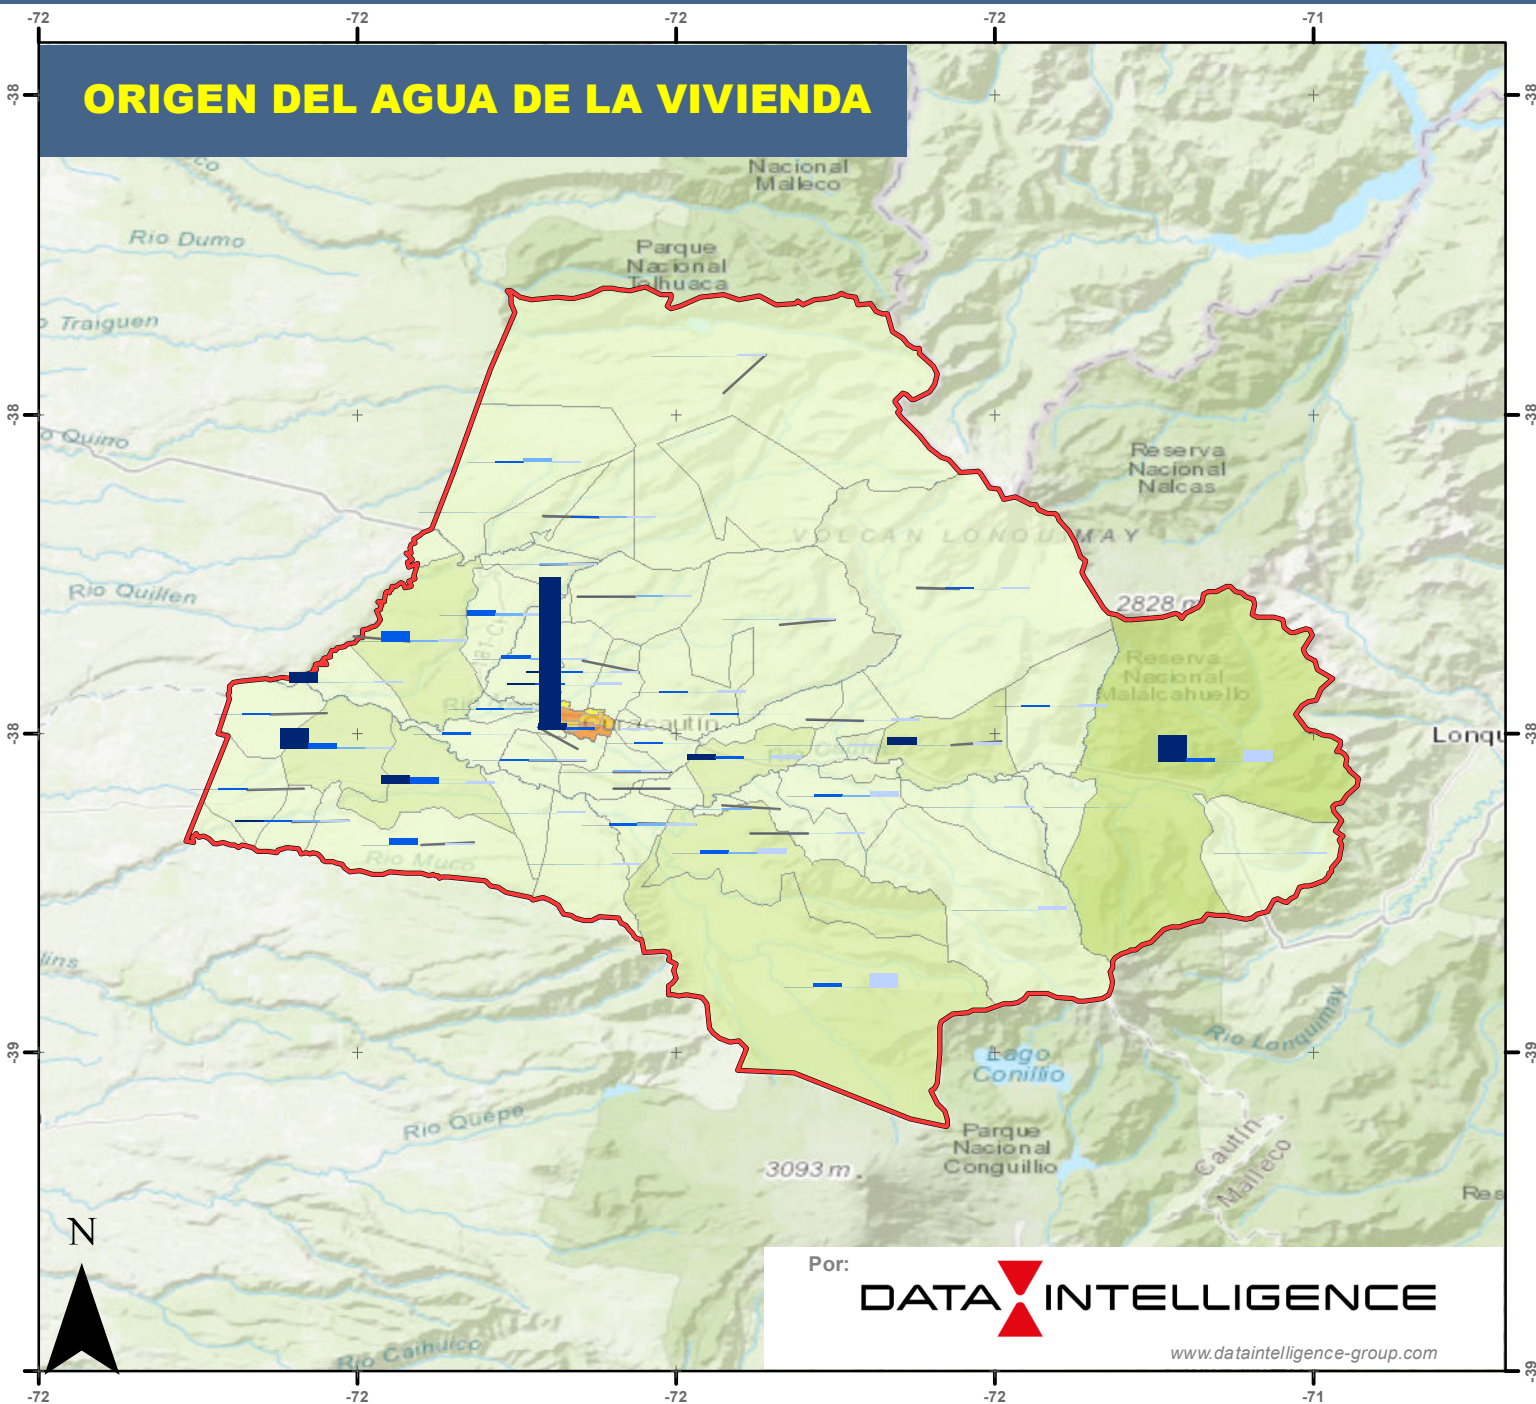 -72 -72 -72 -72 -71
ORIGEN DEL AGUA DE LA VIVIENDA
38 38
Nacional
Malleco
Rio Dumo
Parque
Nacional
Tolhuaca
Traiguen
-38 -38
Quino
Reserva
Nacional
Nalcas
VOLCAN LONQUIMAY
Rio Quillen
2828 m
Reserva
Nacional
Malalcahuello
-38 -38
Curacautin
Lonqu
Rio Muco
-39 -39
Rio Lonquimay
Lago
Conillio
Rio Quepe
Parque
Nacional
Conguillio
Cautin
Malleco
3093 m
Res
N
Por:
DATA INTELLIGENCE
www.dataintelligence-group.com
Rio Caihuico
-39 -39
-72 -72 -72 -72 -71